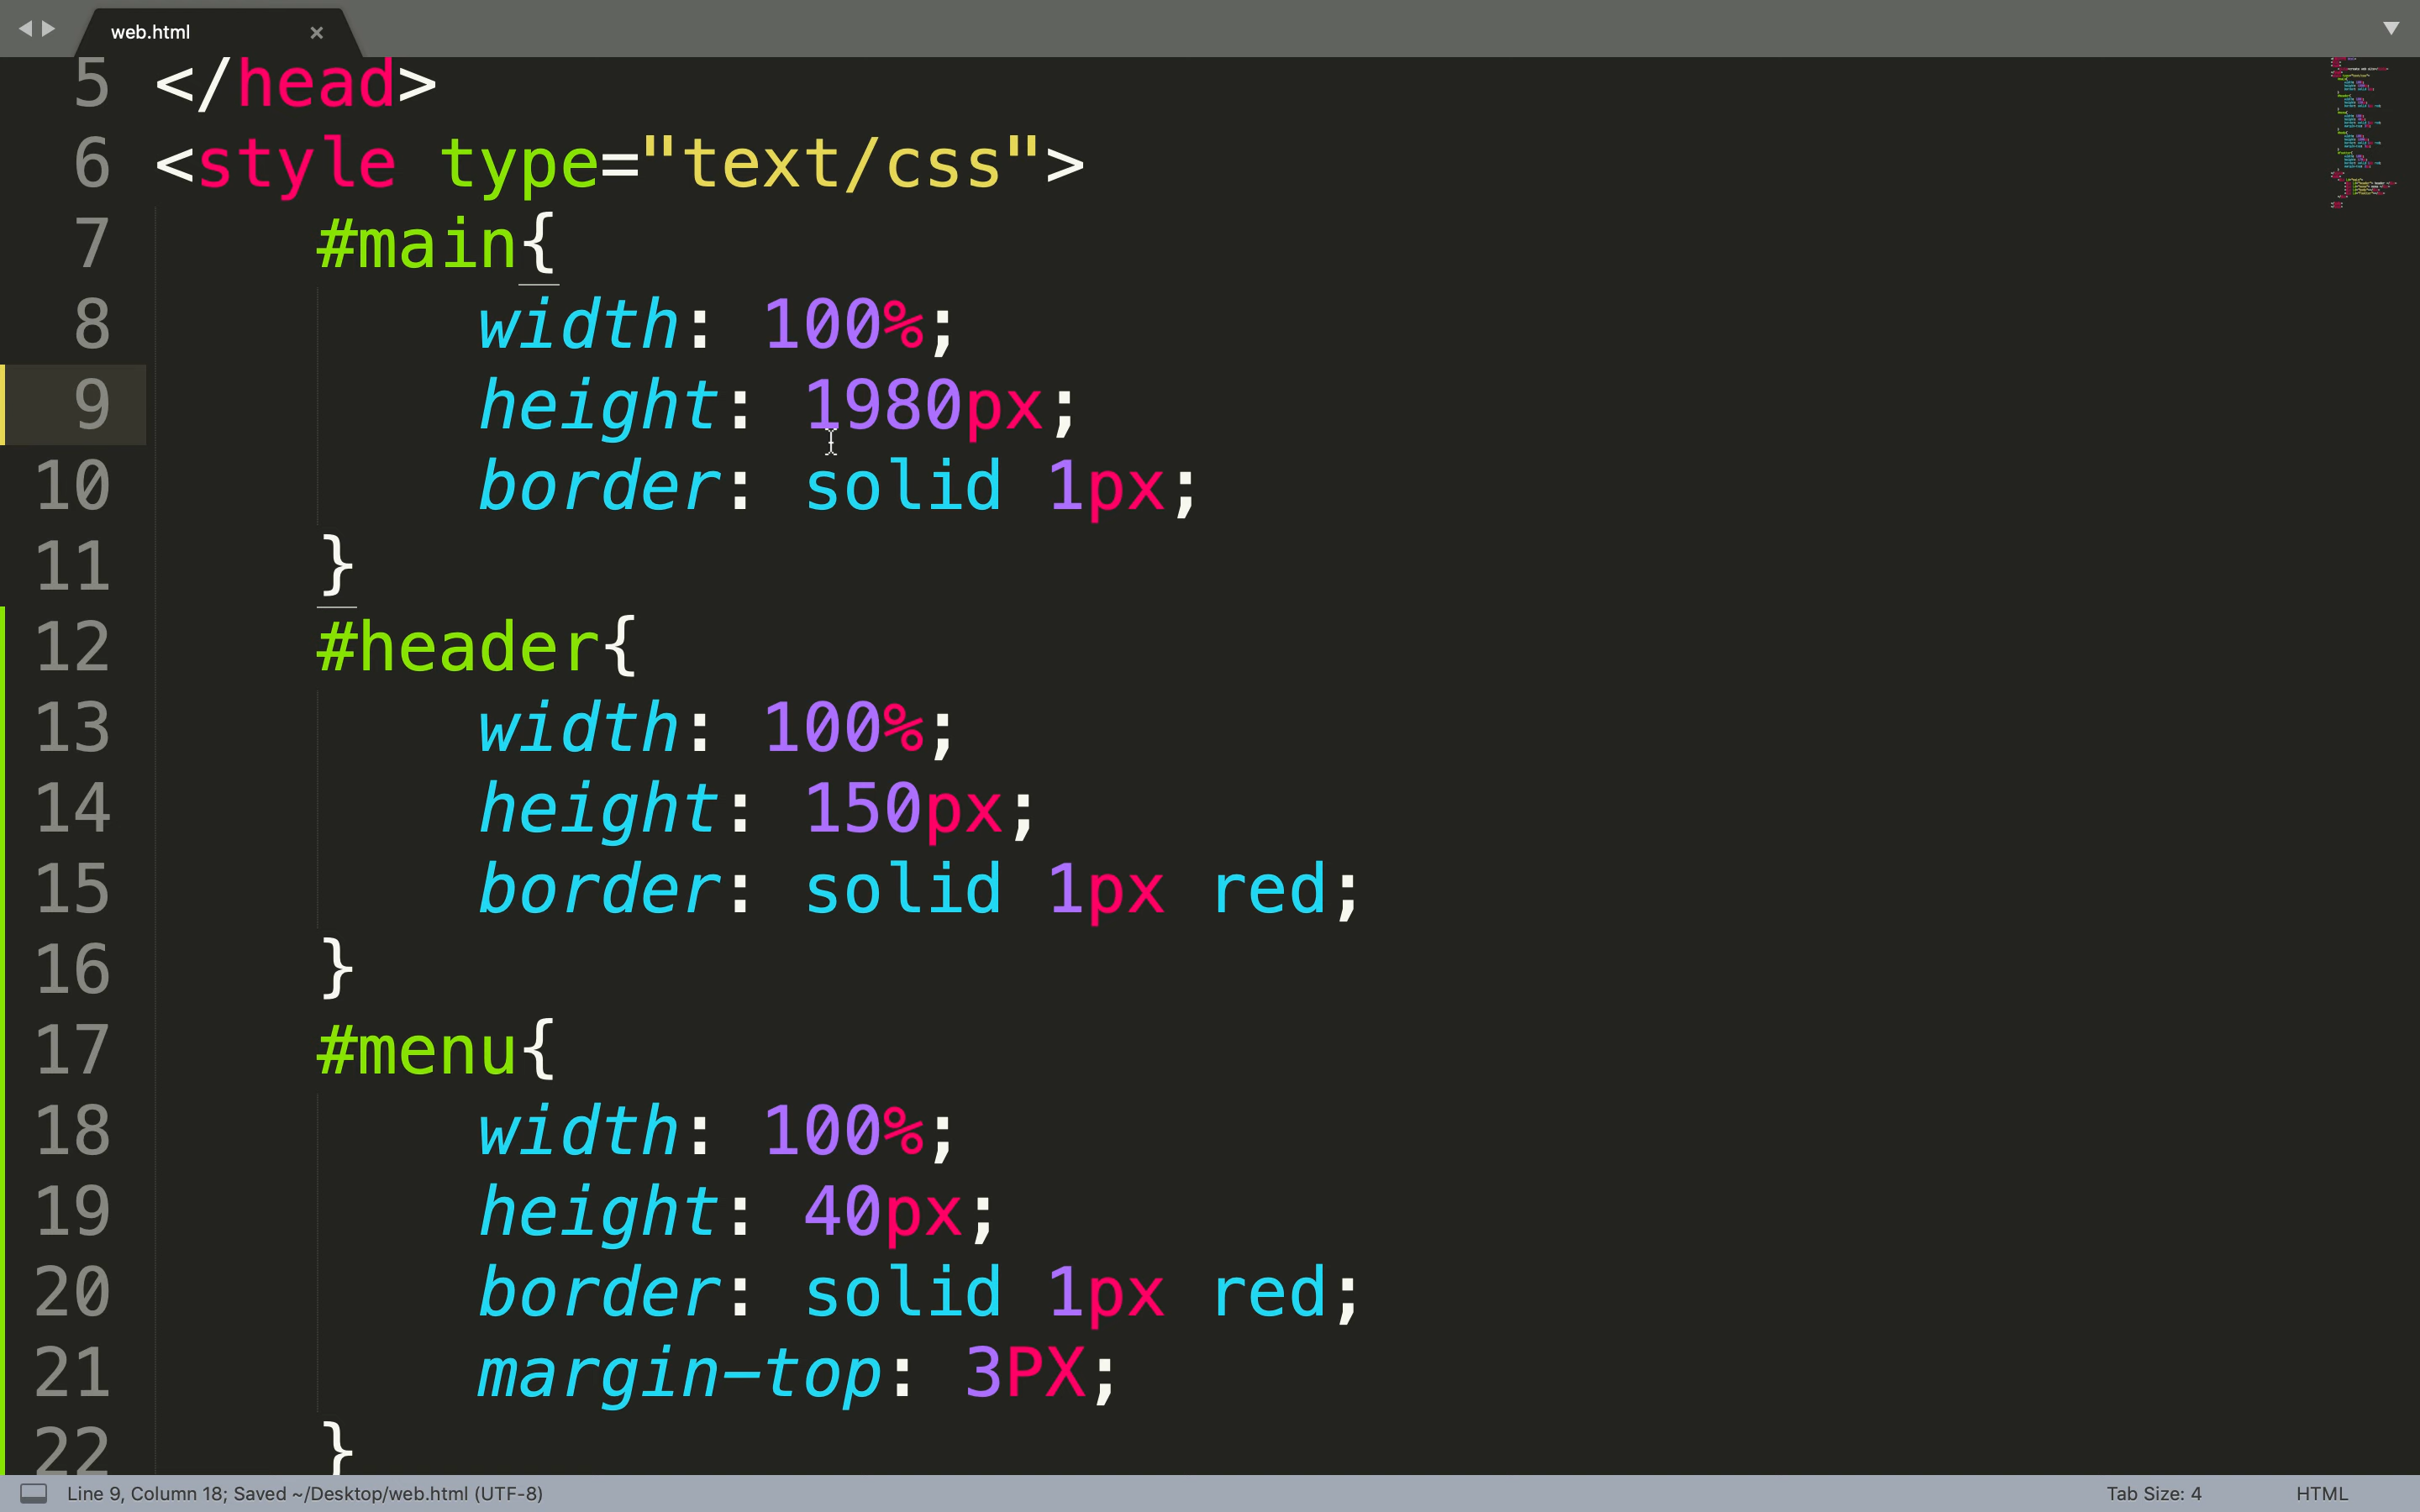 web.html
5 </head>
6 <style type="text/css">
7 #main{
8 width: 100%;
9 height: 1980px;
10 border: solid 1px;
11 }
12 #header{
13 width: 100%;
14 height: 150px;
15 border: solid 1px red;
16 }
17 #menu{
18 width: 100%;
19 height: 40px;
20 border: solid 1px red;
21 margin-top: 3PX;
22 }
Line 9, Column 18; Saved ~/Desktop/web.html (UTF-8)
Tab Size: 4
HTML